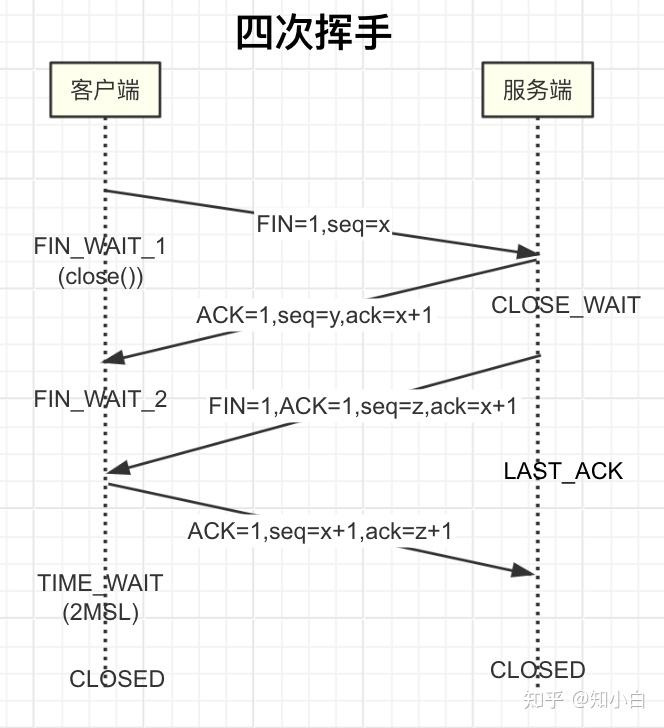 四次挥手
客户端
服务端
FIN=1,seq=x
FIN_WAIT_1
(close())
CLOSE_WAIT
ACK=1,seq=y,ack=x+1
FIN_WAIT_2
FIN=1,ACK=1,seq=z,ack=x+1
LAST_ACK
ACK=1,seq=x+1,ack=z+1
TIME_WAIT
(2MSL)
CLOSED
CLOSED
知乎 @知小白